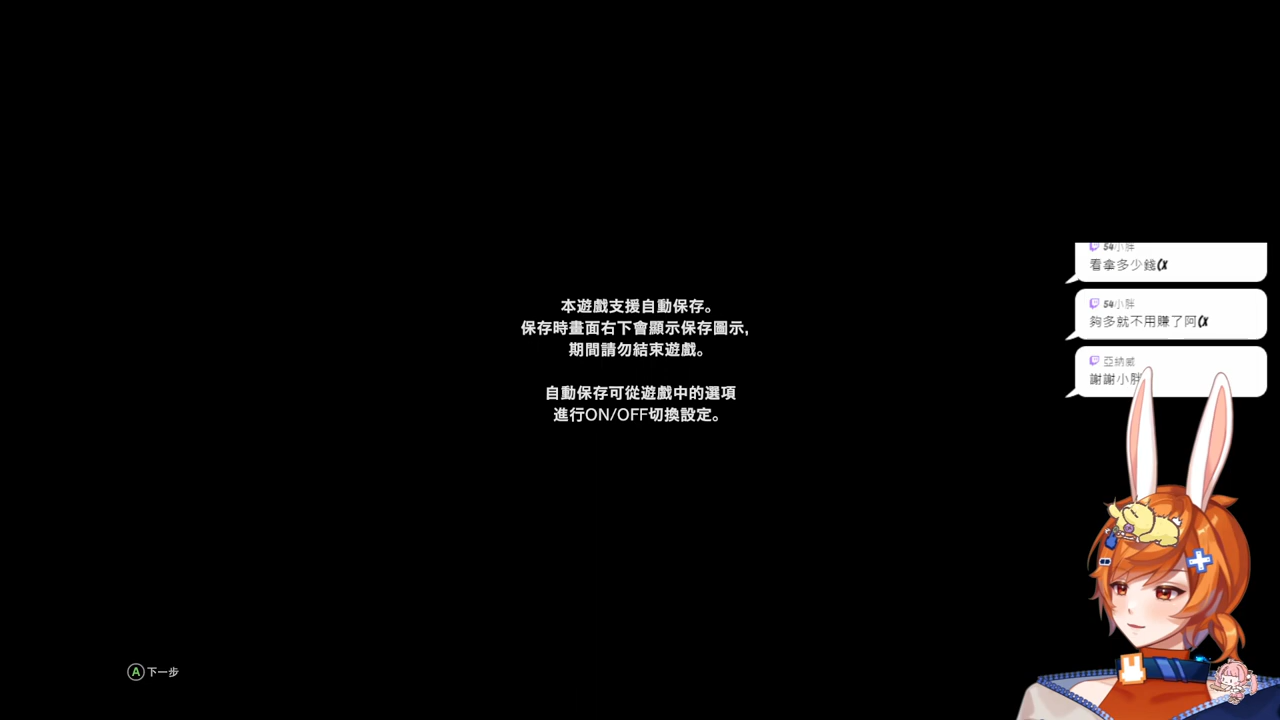 本遊戲支援自動保存。
保存時畫面右下會顯示保存圖示,
期間請勿結束遊戲。
自動保存可從遊戲中的選項
進行ON/OFF切換設定。
A下一步
54小胖
看拿多少錢(X
54小胖
夠多就不用賺了阿(X
亞納威
謝謝小胖